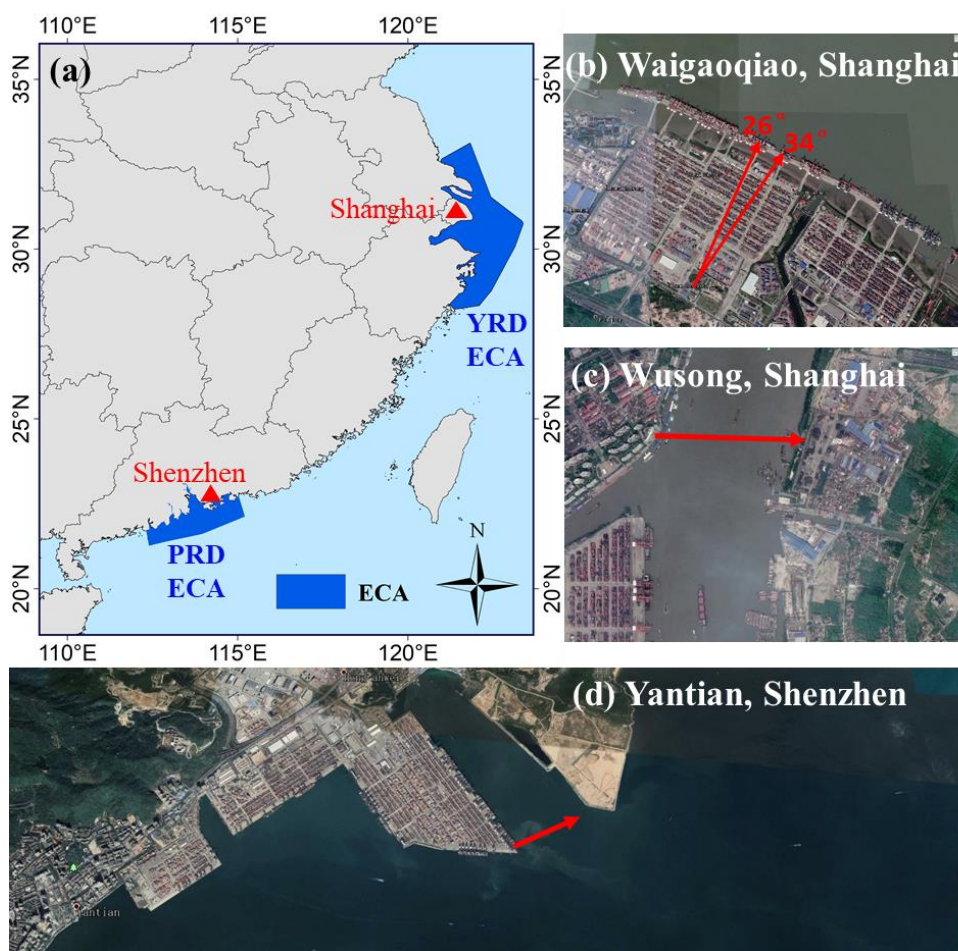 110°E
115°E
120°E
(a)
35°N
30°N
25°N
20°N
35°N
30°N
25°N
20°N
Shanghai
YRD
ECA
Shenzhen
PRD
ECA
ECA
N
110°E
115°E
120°E
(b) Waigaoqiao, Shanghai
26°
34°
(c) Wusong, Shanghai
(d) Yantian, Shenzhen